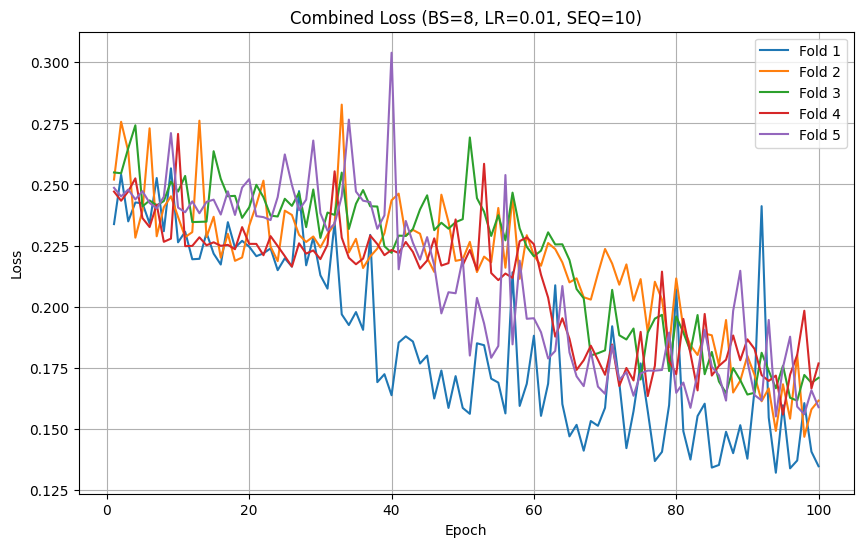 Combined Loss (BS=8, LR=0.01, SEQ=10)
Loss
0.300
0.275
0.250
0.225
0.200
0.175
0.150
0.125
Fold 1
Fold 2
Fold 3
Fold 4
Fold 5
0
20
40
60
80
100
Epoch